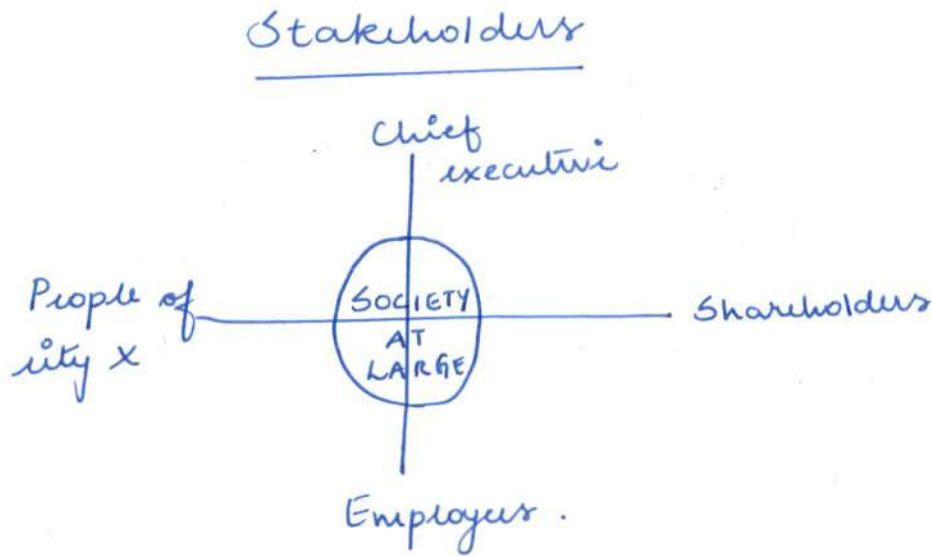 Stakeholders
Chief
executive
People of
city X
SOCIETY
AT
LARGE
Shareholders
Employees.